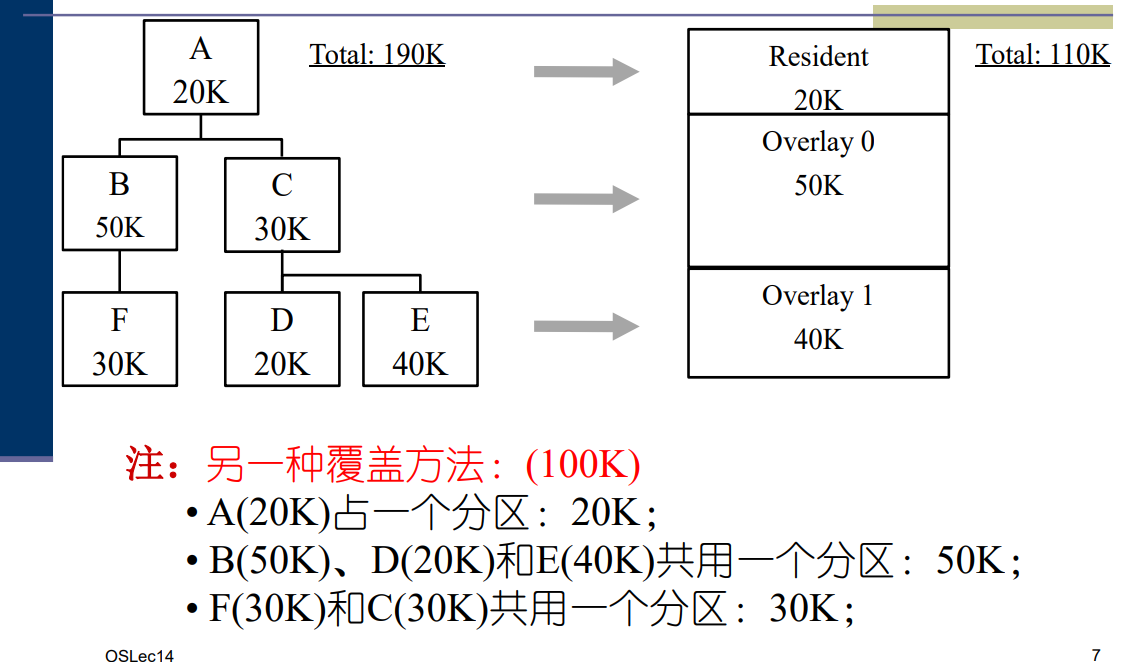 A
20K
Total: 190K
Resident
20K
Total: 110K
B
50K
C
30K
Overlay 0
50K
F
30K
D
20K
E
40K
Overlay 1
40K
注：另一种覆盖方法：(100K)
• A(20K)占一个分区：20K；
• B(50K)、D(20K)和E(40K)共用一个分区：50K；
• F(30K)和C(30K)共用一个分区：30K；
OSLec14
7